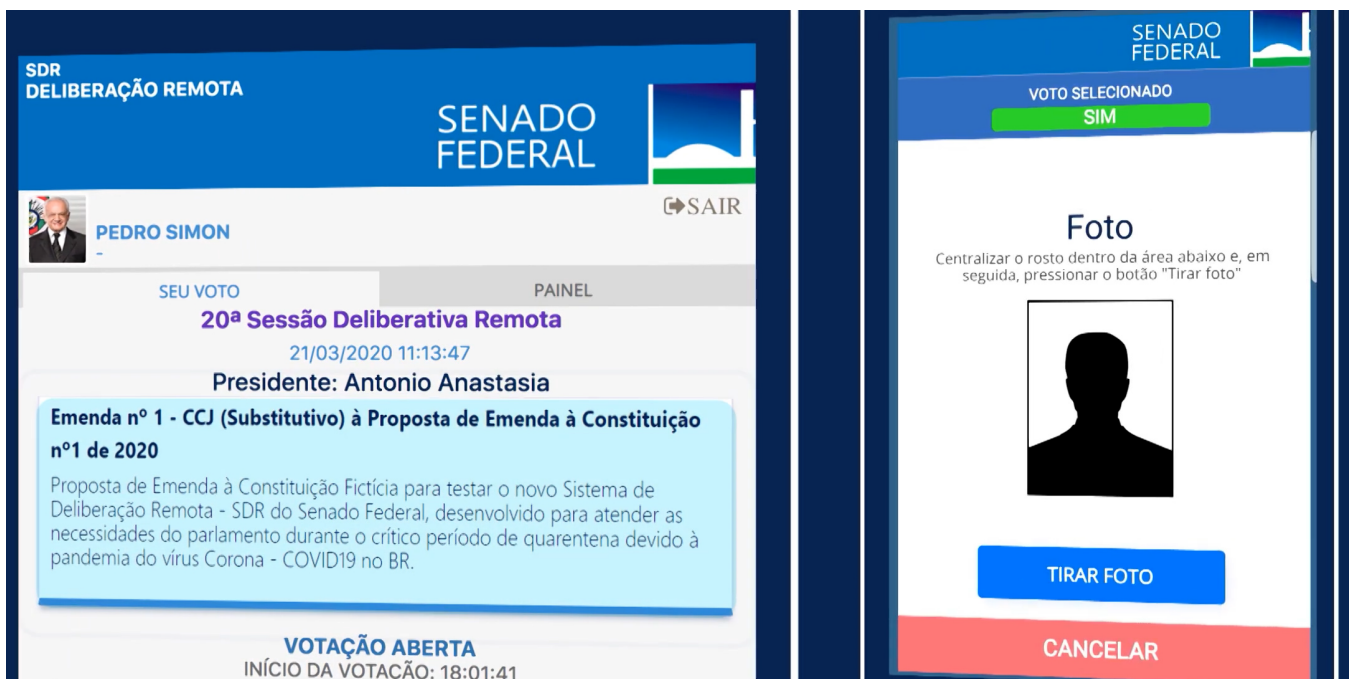 SDR
DELIBERAÇÃO REMOTA
SENADO
FEDERAL
SAIR
PEDRO SIMON
-
SEU VOTO
PAINEL
20ª Sessão Deliberativa Remota
21/03/2020 11:13:47
Presidente: Antonio Anastasia
Emenda nº 1 - CCJ (Substitutivo) à Proposta de Emenda à Constituição
nº1 de 2020
Proposta de Emenda à Constituição Fictícia para testar o novo Sistema de
Deliberação Remota - SDR do Senado Federal, desenvolvido para atender as
necessidades do parlamento durante o crítico período de quarentena devido à
pandemia do vírus Corona - COVID19 no BR.
VOTAÇÃO ABERTA
INÍCIO DA VOTAÇÃO: 18:01:41
SENADO
FEDERAL
VOTO SELECIONADO
SIM
Foto
Centralizar o rosto dentro da área abaixo e, em
seguida, pressionar o botão "Tirar foto"
TIRAR FOTO
CANCELAR